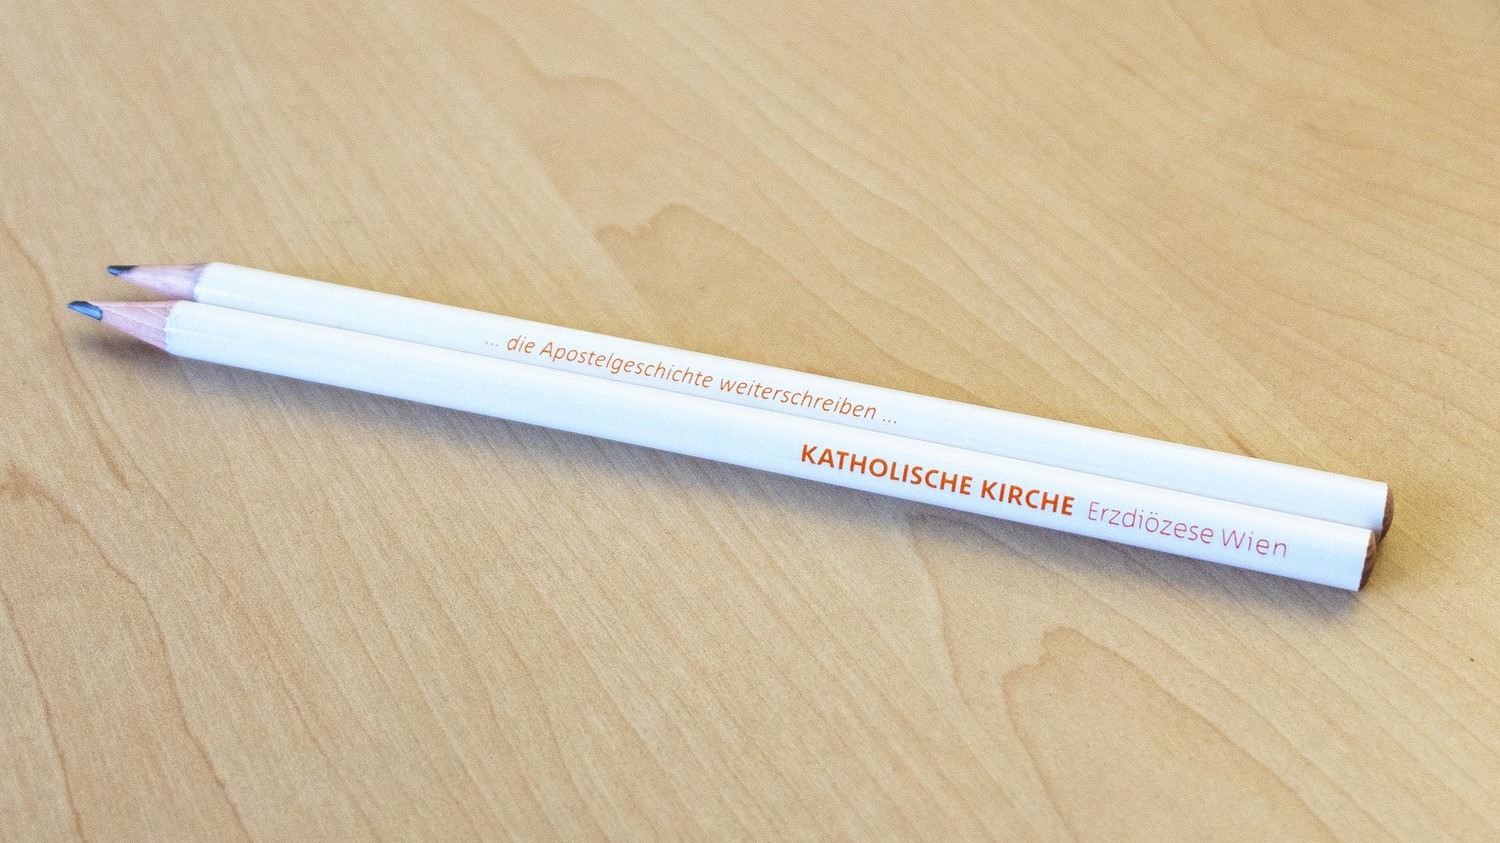 ... die Apostelgeschichte weiterschreiben ...
KATHOLISCHE KIRCHE Erzdiözese Wien